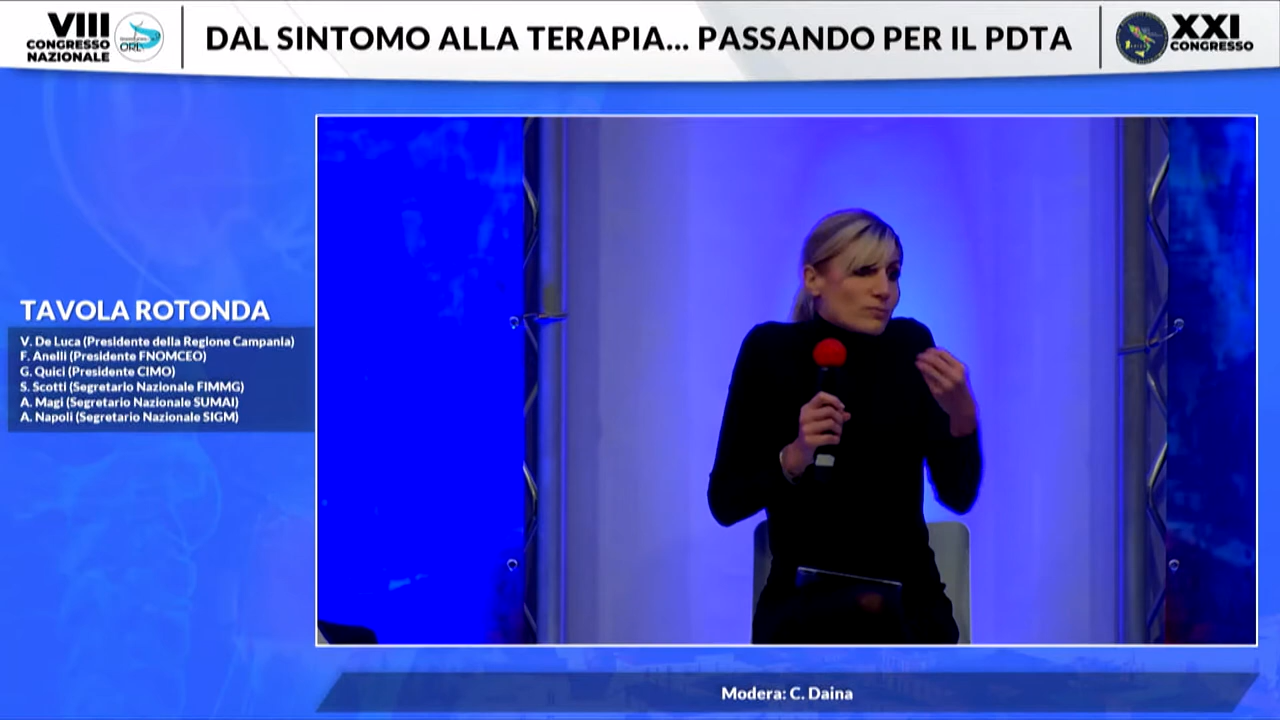 VIII
CONGRESSO
NAZIONALE
ORL
DAL SINTOMO ALLA TERAPIA... PASSANDO PER IL PDTA
XXI
CONGRESSO
TAVOLA ROTONDA
V. De Luca (Presidente della Regione Campania)
F. Anelli (Presidente FNOMCEO)
G. Quici (Presidente CIMO)
S. Scotti (Segretario Nazionale FIMMG)
A. Magi (Segretario Nazionale SUMAI)
A. Napoli (Segretario Nazionale SIGM)
Modera: C. Daina